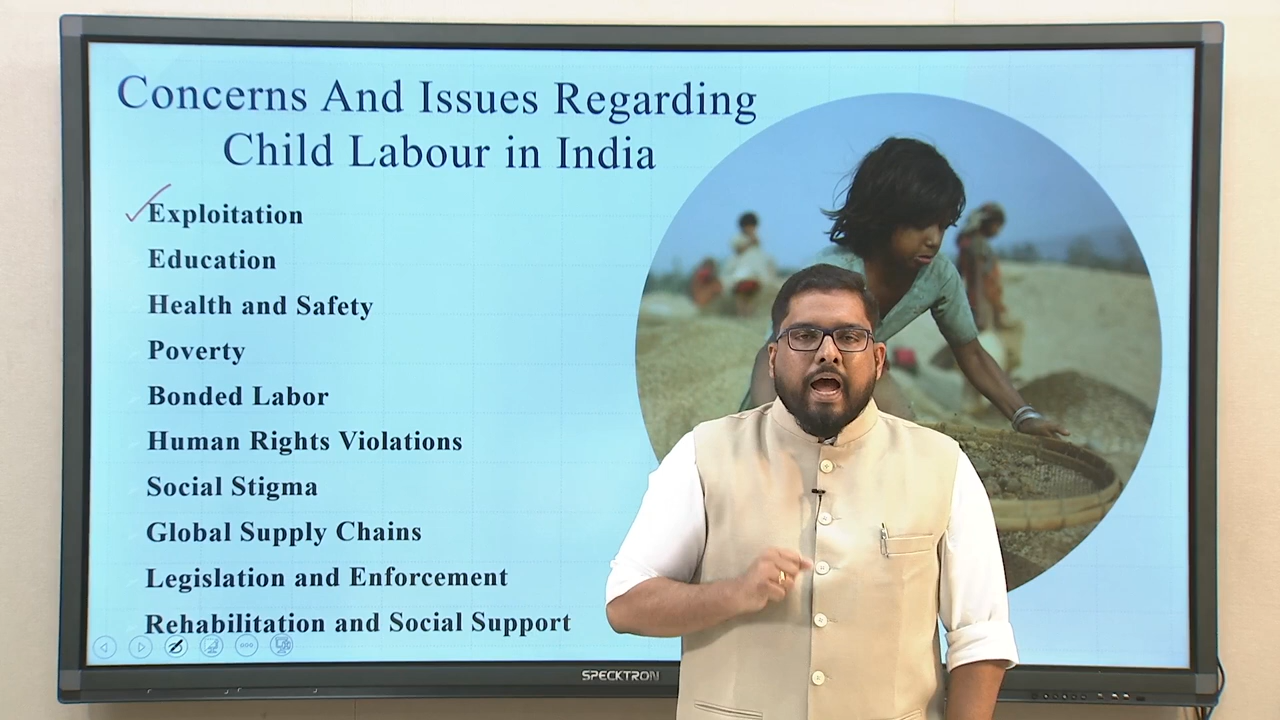 Concerns And Issues Regarding
Child Labour in India
Exploitation
Education
Health and Safety
Poverty
Bonded Labor
Human Rights Violations
Social Stigma
Global Supply Chains
Legislation and Enforcement
Rehabilitation and Social Support
SPECKTRON